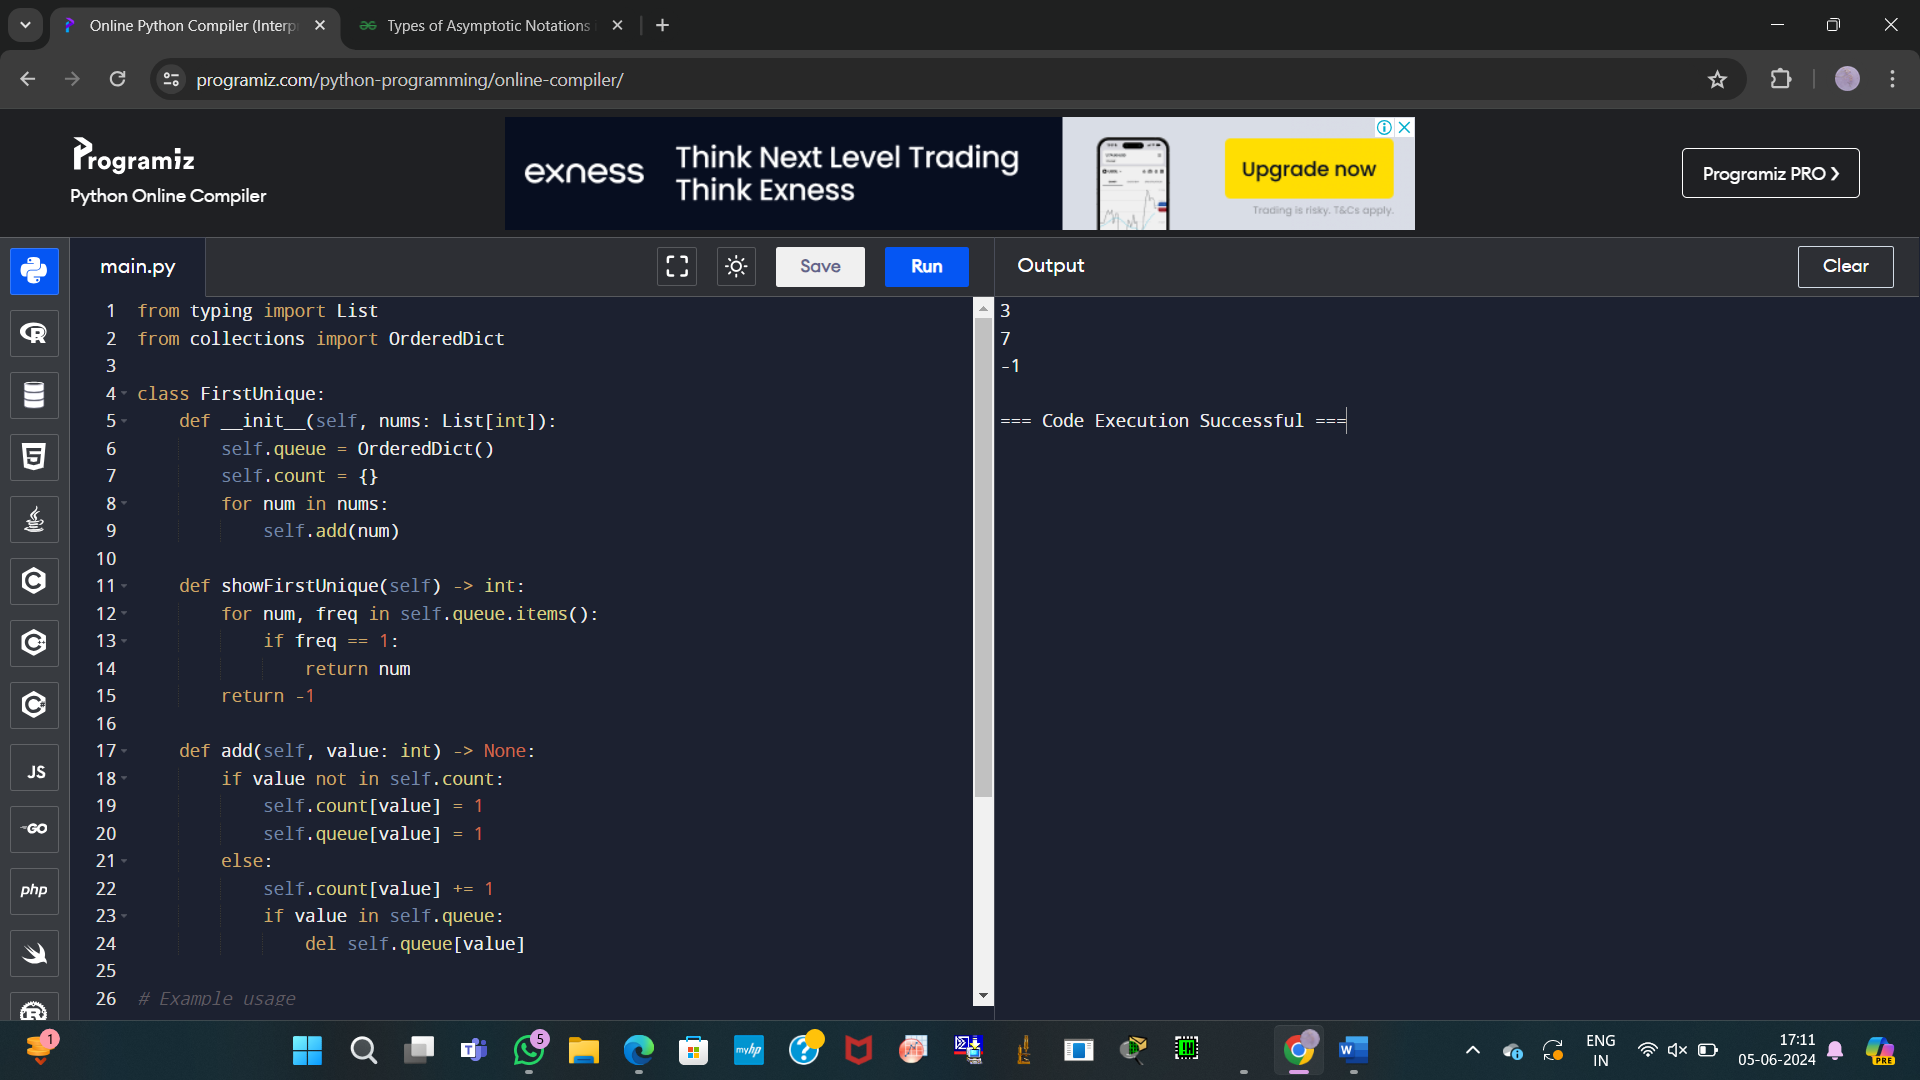 Online Python Compiler (Interp
Types of Asymptotic Notations
programiz.com/python-programming/online-compiler/
Programiz
Python Online Compiler
exness
Think Next Level Trading
Think Exness
Upgrade now
Trading is risky. T&Cs apply.
Programiz PRO ❯
main.py
Save
Run
Output
Clear
1 from typing import List
2 from collections import OrderedDict
3
4 class FirstUnique:
5     def __init__(self, nums: List[int]):
6         self.queue = OrderedDict()
7         self.count = {}
8         for num in nums:
9             self.add(num)
10
11     def showFirstUnique(self) -> int:
12         for num, freq in self.queue.items():
13             if freq == 1:
14                 return num
15         return -1
16
17     def add(self, value: int) -> None:
18         if value not in self.count:
19             self.count[value] = 1
20             self.queue[value] = 1
21         else:
22             self.count[value] += 1
23             if value in self.queue:
24                 del self.queue[value]
25
26 # Example usage
3
7
-1
=== Code Execution Successful ===
JS
GO
php
1
5
myhp
ENG
IN
17:11
05-06-2024
PRE